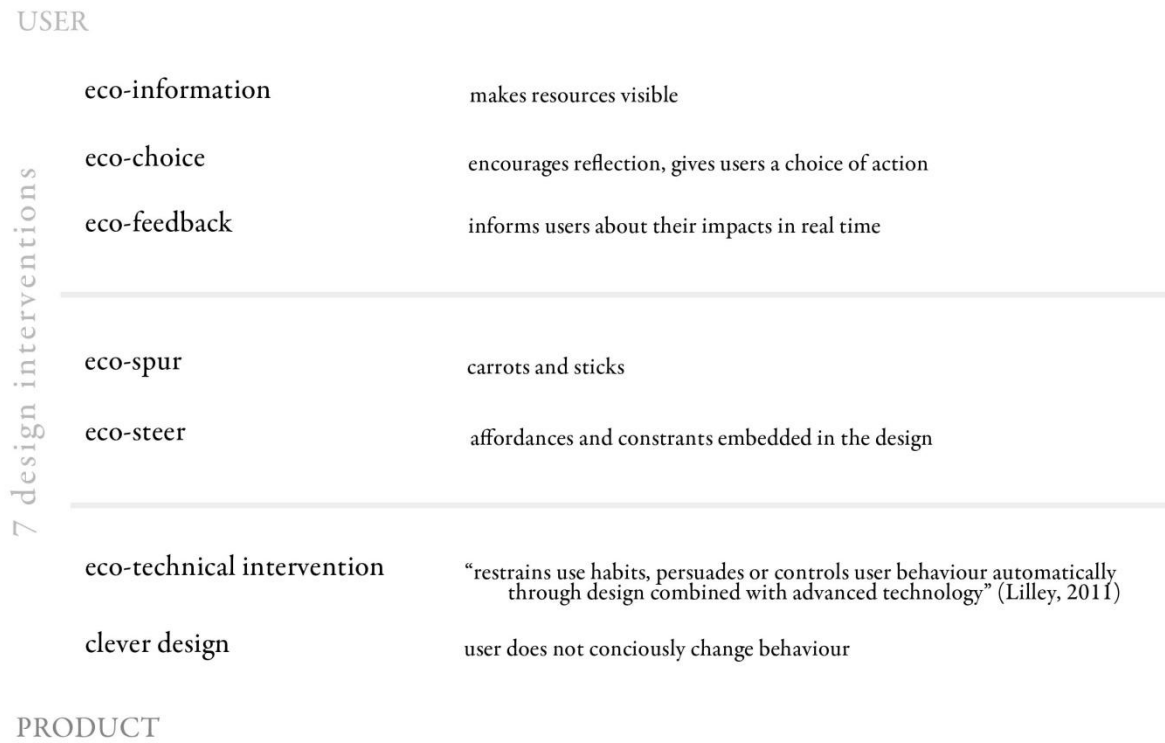 USER
eco-information
makes resources visible
eco-choice
encourages reflection, gives users a choice of action
eco-feedback
informs users about their impacts in real time
7 design interventions
eco-spur
carrots and sticks
eco-steer
affordances and constrants embedded in the design
eco-technical intervention
“restrains use habits, persuades or controls user behaviour automatically
through design combined with advanced technology” (Lilley, 2011)
clever design
user does not conciously change behaviour
PRODUCT